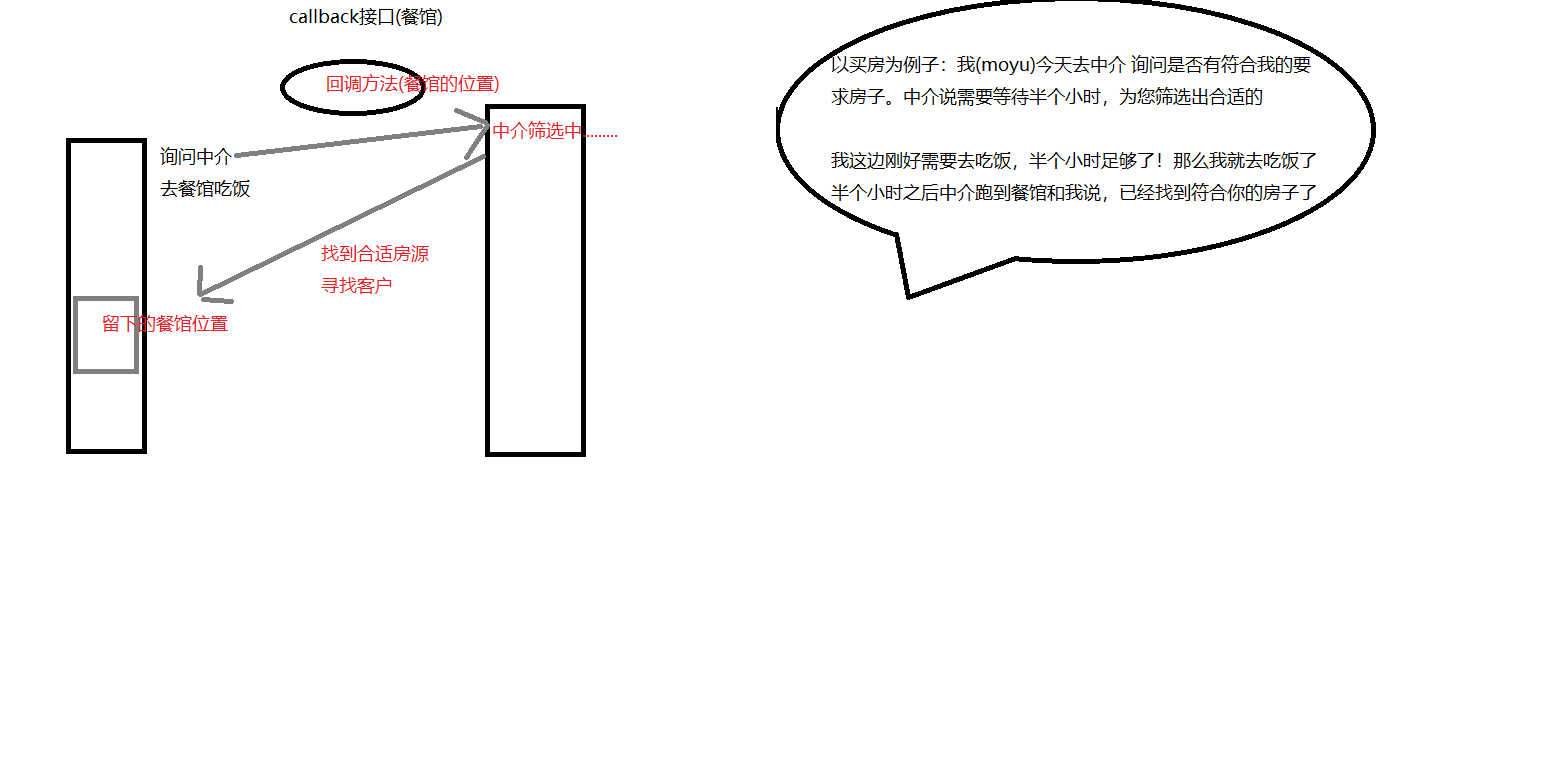 callback接口(餐馆)
回调方法(餐馆的位置)
中介筛选中........
询问中介
去餐馆吃饭
找到合适房源
寻找客户
留下的餐馆位置
以买房为例子：我(moyu)今天去中介 询问是否有符合我的要
求房子。中介说需要等待半个小时，为您筛选出合适的
我这边刚好需要去吃饭，半个小时足够了！那么我就去吃饭了
半个小时之后中介跑到餐馆和我说，已经找到符合你的房子了